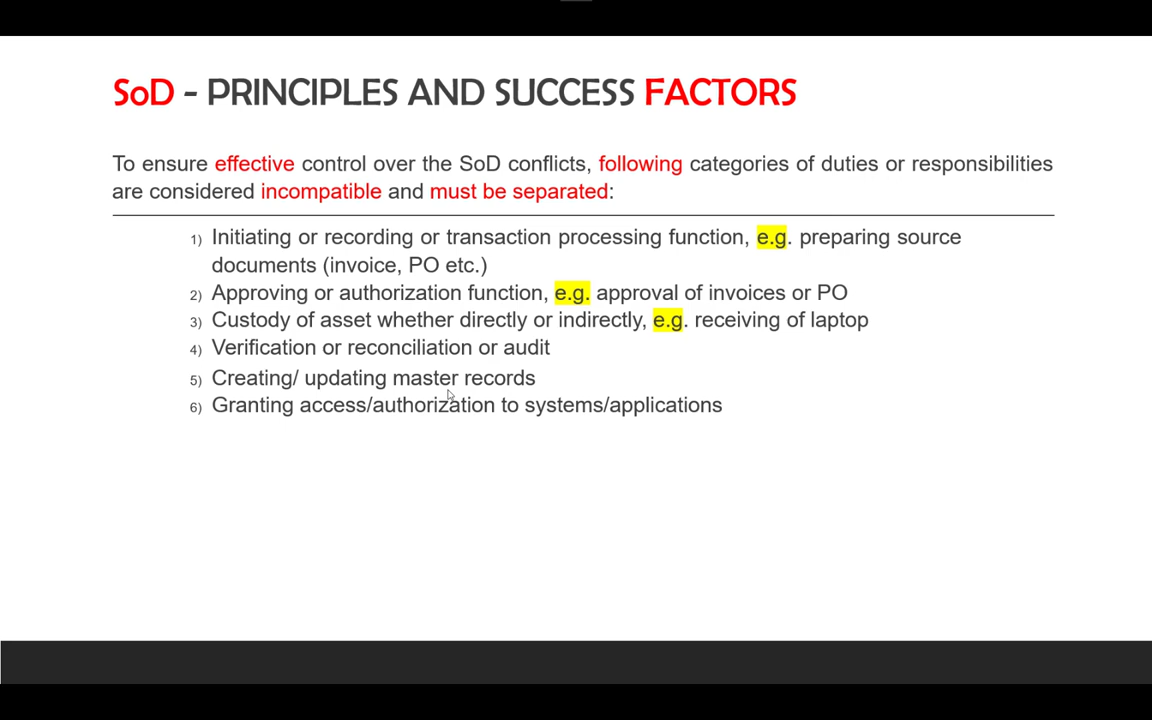 SoD - PRINCIPLES AND SUCCESS FACTORS
To ensure effective control over the SoD conflicts, following categories of duties or responsibilities
are considered incompatible and must be separated:
1) Initiating or recording or transaction processing function, e.g. preparing source
documents (invoice, PO etc.)
2) Approving or authorization function, e.g. approval of invoices or PO
3) Custody of asset whether directly or indirectly, e.g. receiving of laptop
4) Verification or reconciliation or audit
5) Creating/ updating master records
6) Granting access/authorization to systems/applications